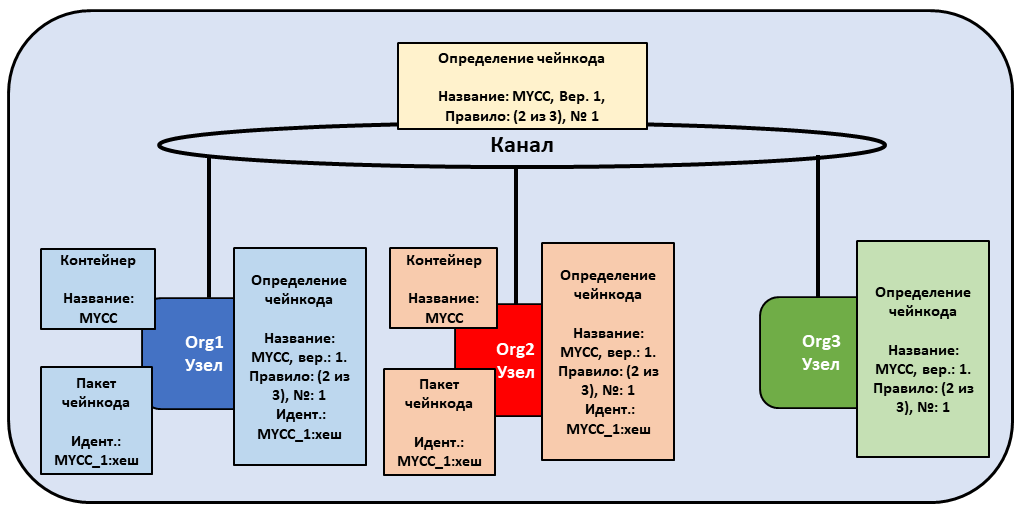 Определение чейнкода
Название: MYCC, Вер. 1,
Правило: (2 из 3), № 1
Канал
Контейнер
Название:
MYCC
Org1
Узел
Пакет
чейнкода
Идент.:
MYCC_1:хеш
Определение
чейнкода
Название:
MYCC, вер.: 1.
Правило: (2 из
3), №: 1
Идент.:
MYCC_1:хеш
Контейнер
Название:
MYCC
Org2
Узел
Пакет
чейнкода
Идент.:
MYCC_1:хеш
Определение
чейнкода
Название:
MYCC, вер.: 1.
Правило: (2 из
3), №: 1
Идент.:
MYCC_1:хеш
Org3
Узел
Определение
чейнкода
Название:
MYCC, вер.: 1.
Правило: (2 из
3), №: 1